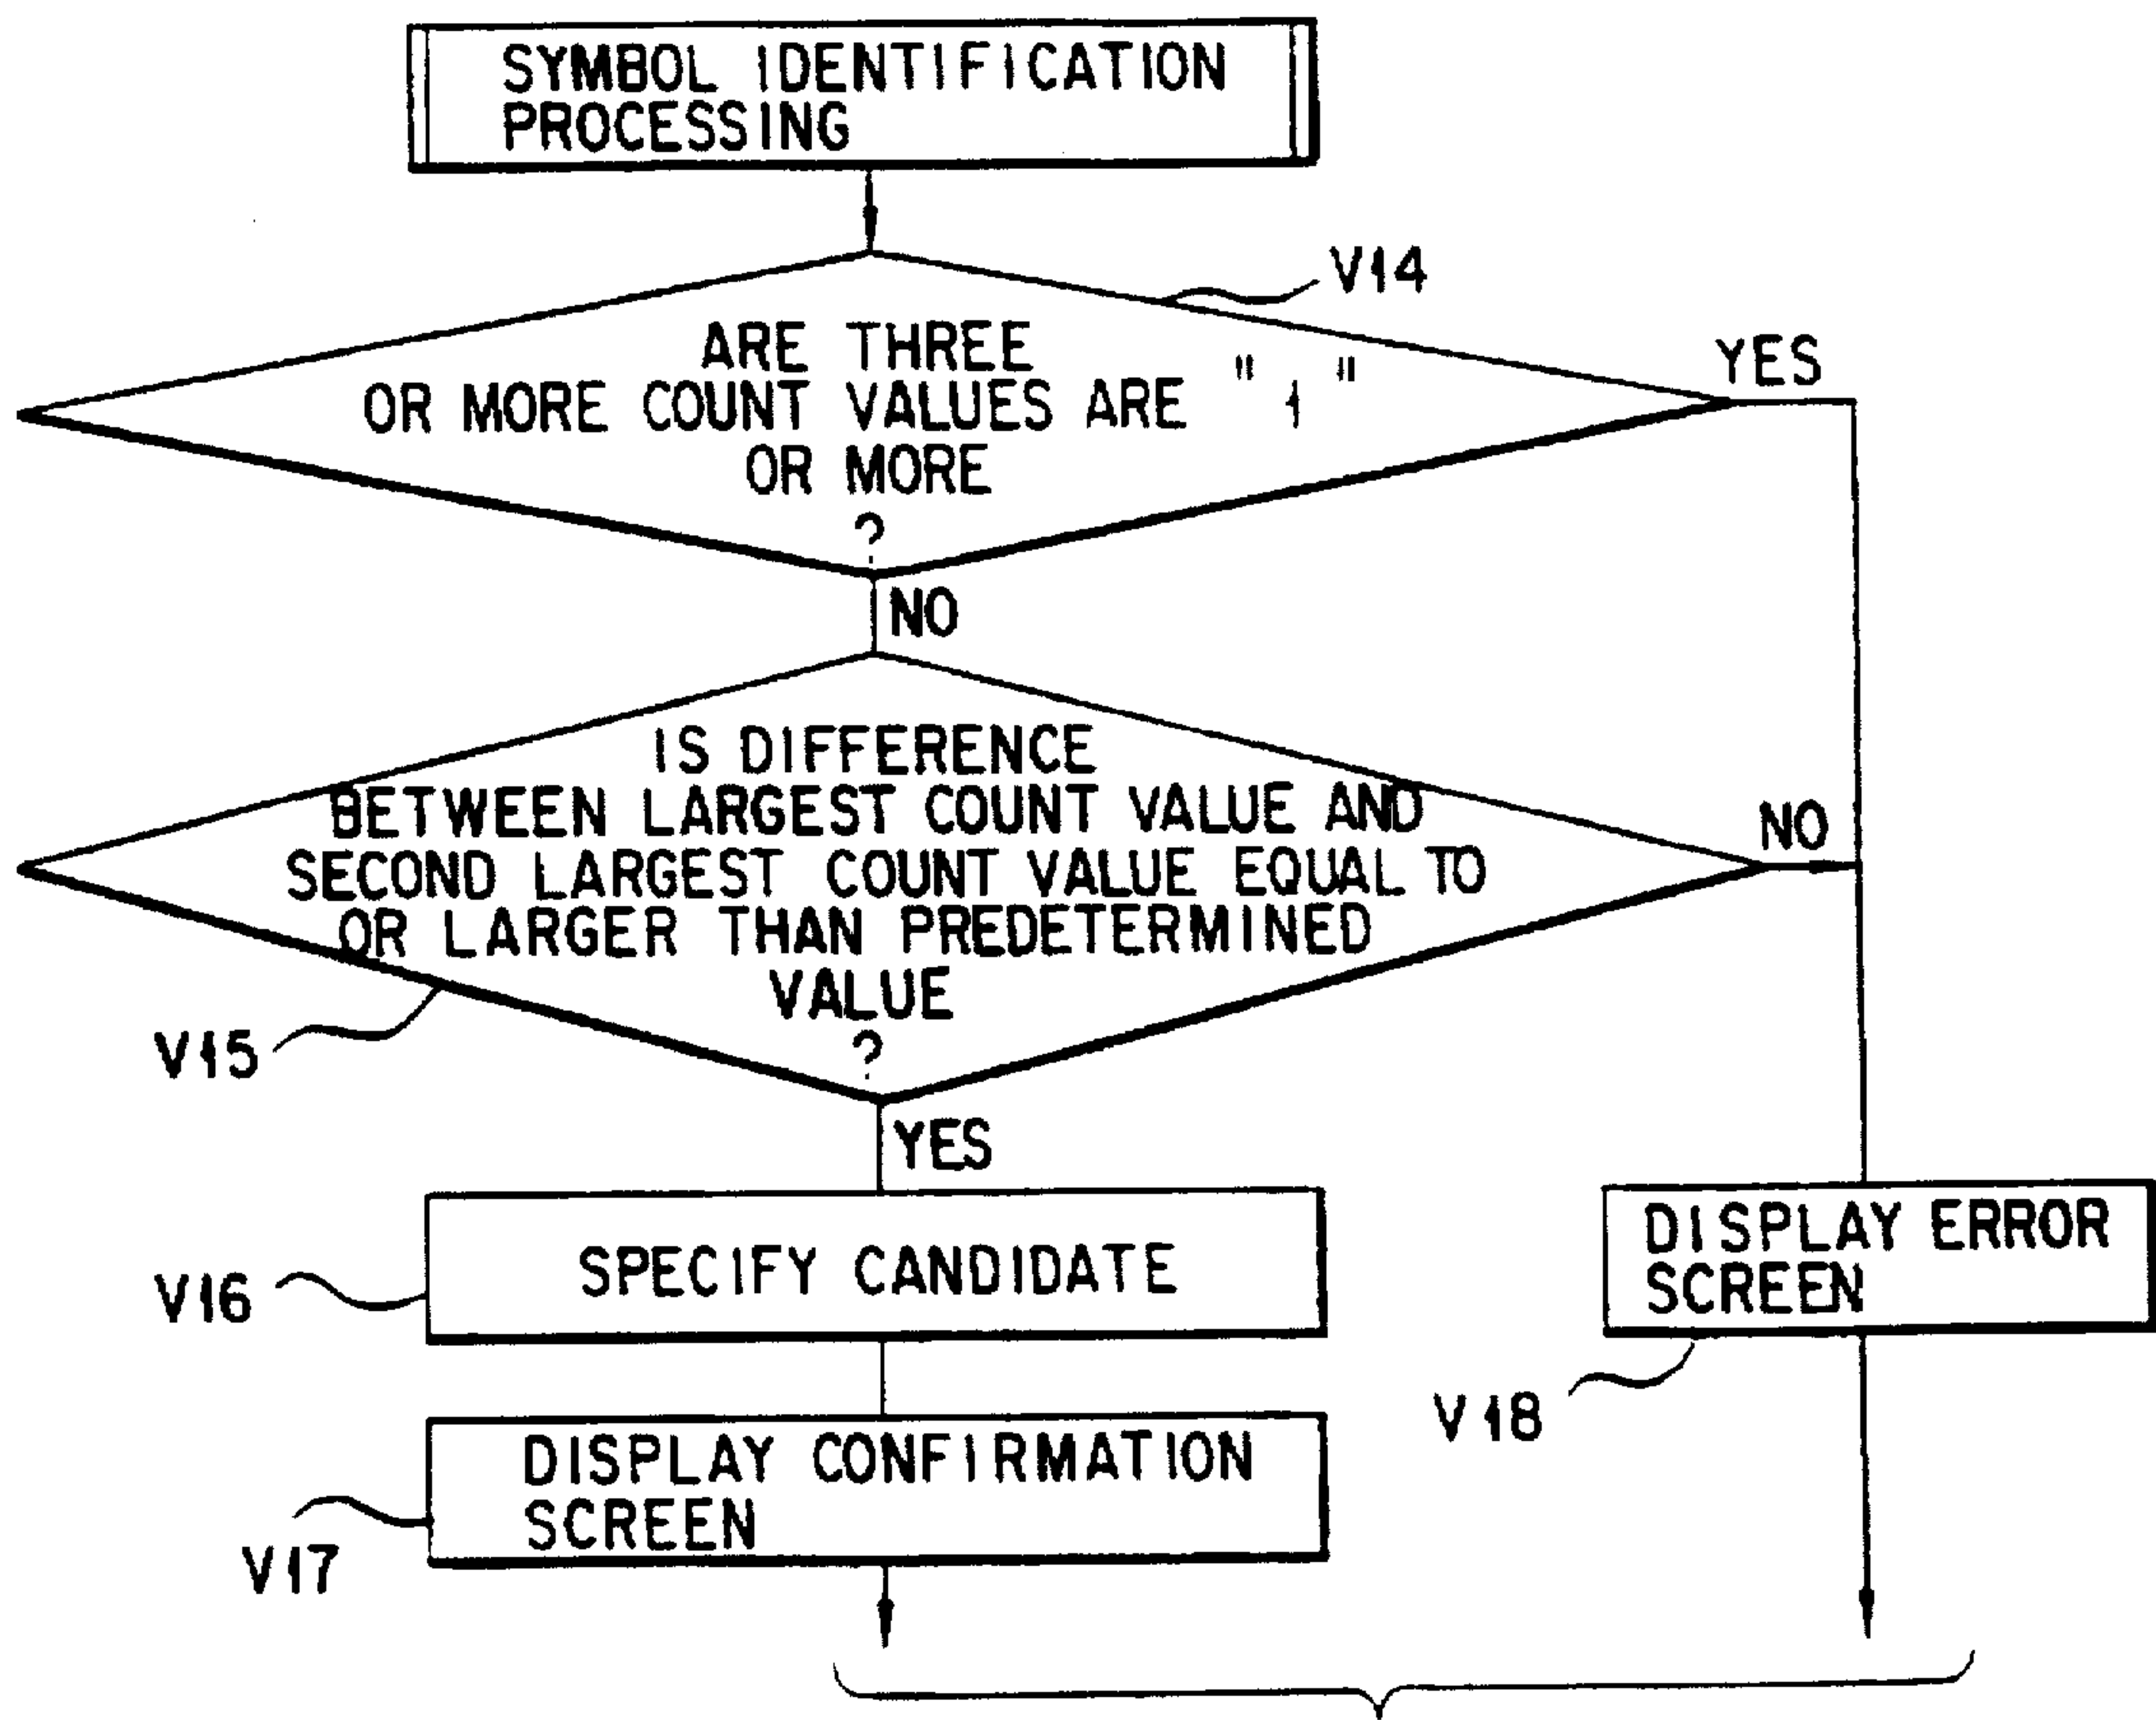 SYMBOL IDENTIFICATION
PROCESSING
V14
ARE THREE
OR MORE COUNT VALUES ARE "1"
OR MORE
?
YES
NO
IS DIFFERENCE
BETWEEN LARGEST COUNT VALUE AND
SECOND LARGEST COUNT VALUE EQUAL TO
OR LARGER THAN PREDETERMINED
VALUE
?
NO
V15
YES
SPECIFY CANDIDATE
V16
DISPLAY ERROR
SCREEN
V18
DISPLAY CONFIRMATION
SCREEN
V17